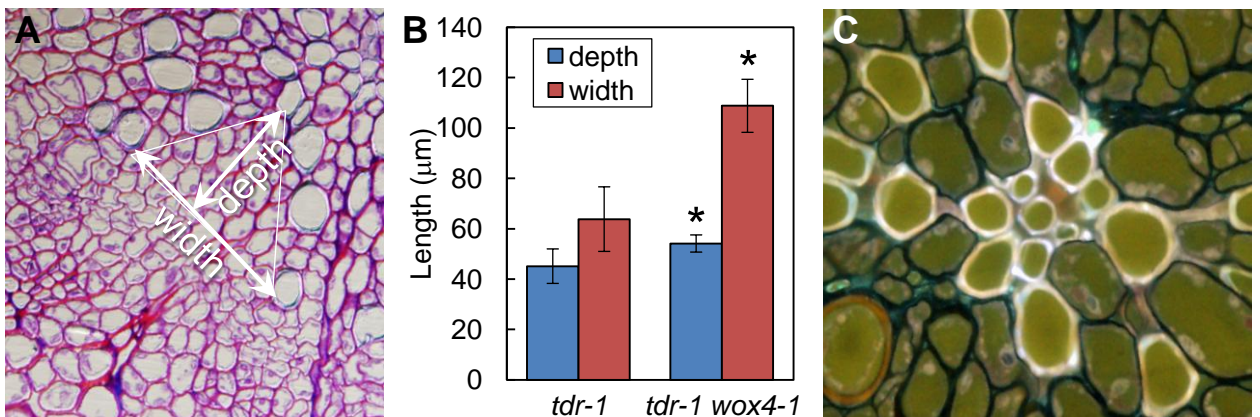 A
depth
width
B
Length (μm)
140
120
100
80
60
40
20
0
depth
width
*
*
tdr-1
tdr-1 wox4-1
C